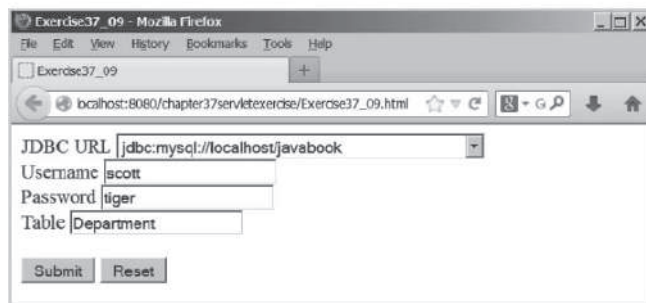 Exercise37_09 - Mozilla Firefox
File Edit View History Bookmarks Tools Help
Exercise37_09 +
localhost:8080/chapter37servletexercise/Exercise37_09.html G
JDBC URL jdbc:mysql://localhost/javabook
Username scott
Password tiger
Table Department
Submit Reset